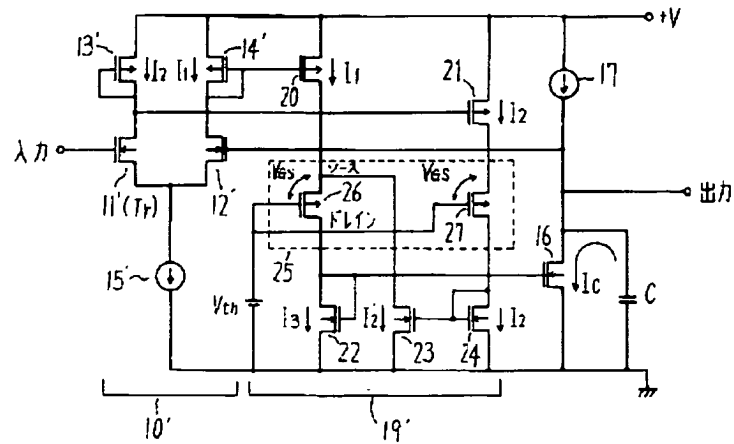 +V
13'
I2
I1
14'
20
I1
21
I2
17
入力
11'(Tr)
12'
VGS
ソース
26
ドレイン
VGS
27
出力
16
Ic
C
15'
25'
Vth
I3
22
I2'
23
24
I2
10'
19'